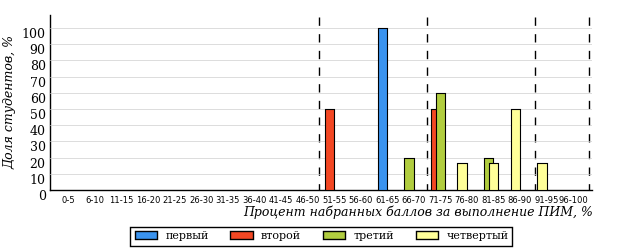 Доля студентов, %
100
90
80
70
60
50
40
30
20
10
0
0-5 6-10 11-15 16-20 21-25 26-30 31-35 36-40 41-45 46-50 51-55 56-60 61-65 66-70 71-75 76-80 81-85 86-90 91-95 96-100
Процент набранных баллов за выполнение ПИМ, %
первый второй третий четвертый